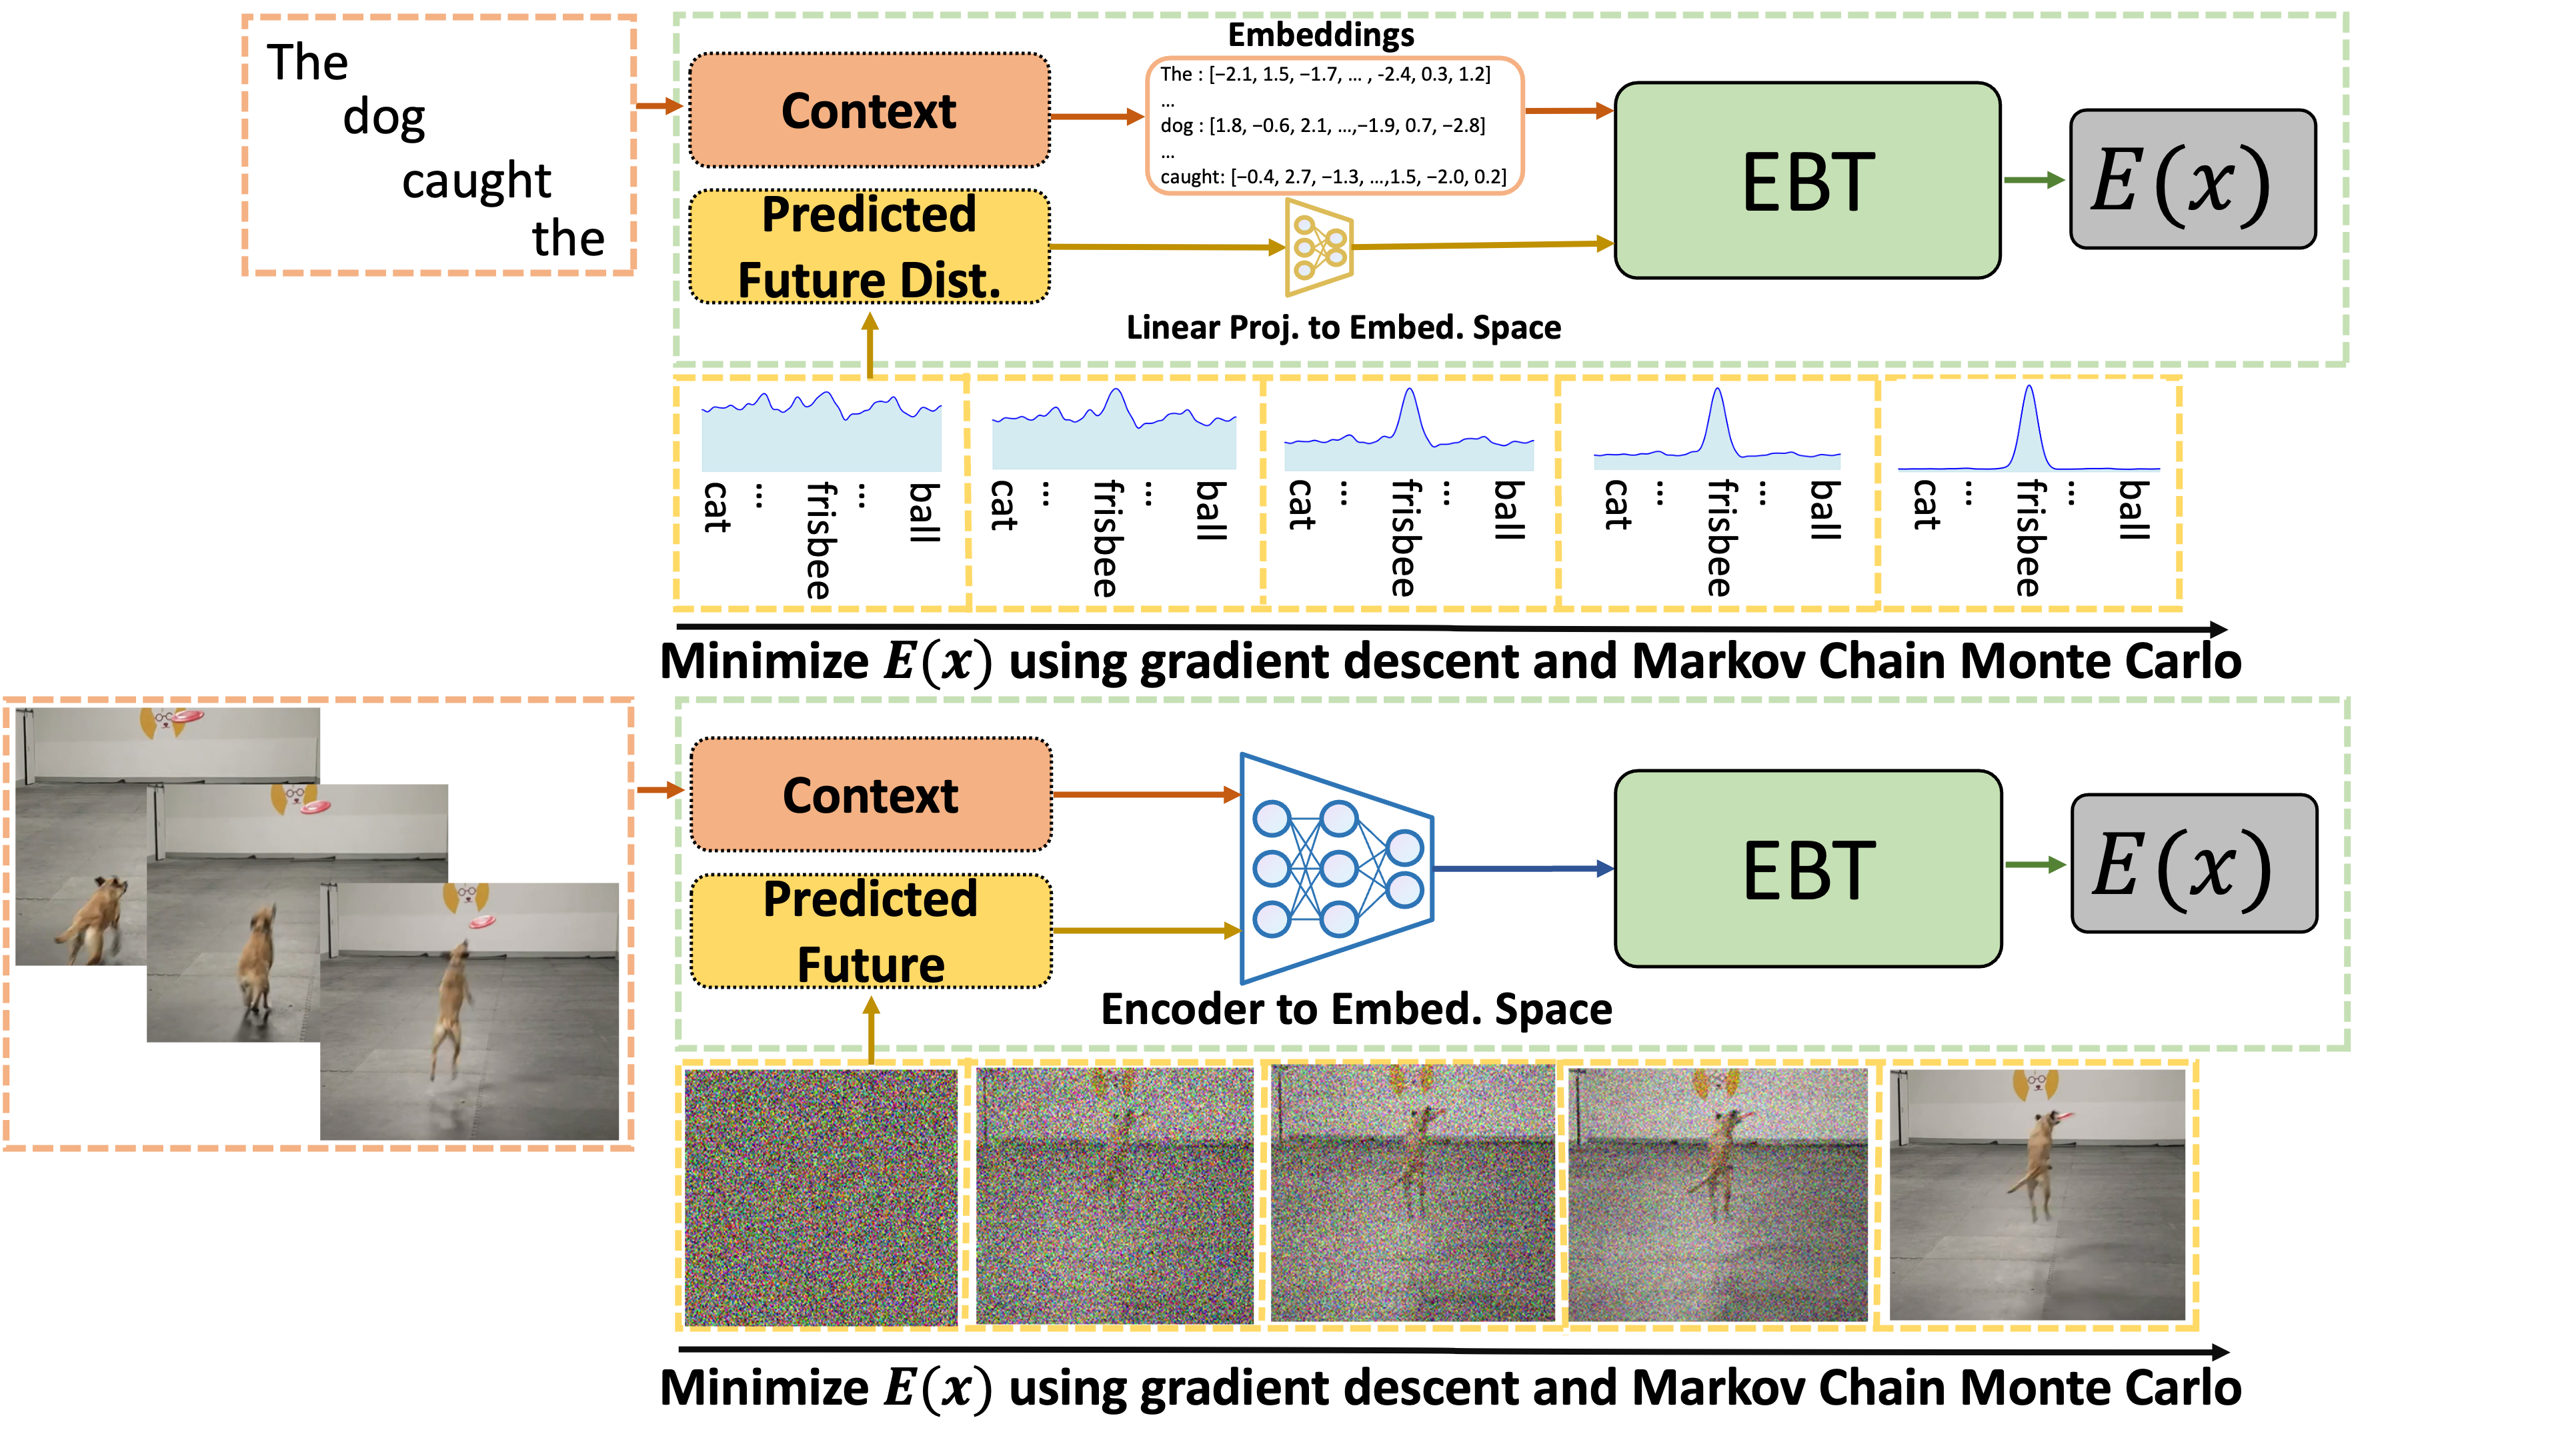 The
dog
caught
the
Context
Predicted
Future Dist.
Embeddings
The : [−2.1, 1.5, −1.7, ... , -2.4, 0.3, 1.2]
...
dog : [1.8, −0.6, 2.1, ...,−1.9, 0.7, −2.8]
...
caught: [−0.4, 2.7, −1.3, ...,1.5, −2.0, 0.2]
Linear Proj. to Embed. Space
EBT
E(x)
cat ... frisbee ... ball
cat ... frisbee ... ball
cat ... frisbee ... ball
cat ... frisbee ... ball
cat ... frisbee ... ball
Minimize E(x) using gradient descent and Markov Chain Monte Carlo
Context
Predicted
Future
Encoder to Embed. Space
EBT
E(x)
Minimize E(x) using gradient descent and Markov Chain Monte Carlo